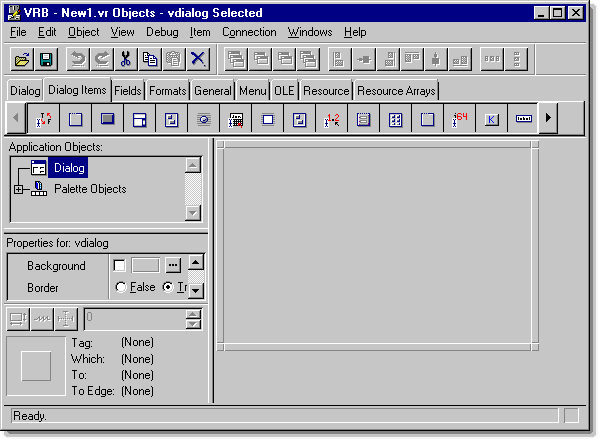 VRB - New1.vr Objects - vdialog Selected
File Edit Object View Debug Item Connection Windows Help
Dialog Dialog Items Fields Formats General Menu OLE Resource Resource Arrays
Application Objects:
Dialog
Palette Objects
Properties for: vdialog
Background
Border False Tr
0
Tag: (None)
Which: (None)
To: (None)
To Edge: (None)
Ready.